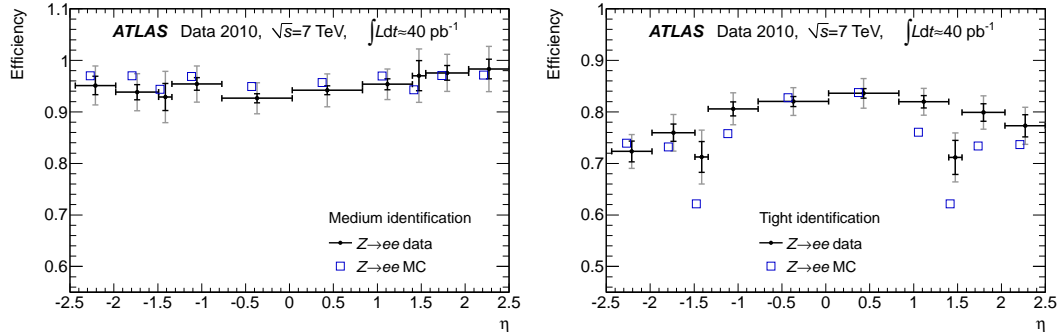 Efficiency
ATLAS Data 2010, √s=7 TeV, ∫Ldt≈40 pb⁻¹
1.1
1
0.9
0.8
0.7
0.6
Medium identification
Z→ee data
Z→ee MC
-2.5 -2 -1.5 -1 -0.5 0 0.5 1 1.5 2 2.5
η
Efficiency
ATLAS Data 2010, √s=7 TeV, ∫Ldt≈40 pb⁻¹
1
0.9
0.8
0.7
0.6
Tight identification
Z→ee data
Z→ee MC
-2.5 -2 -1.5 -1 -0.5 0 0.5 1 1.5 2 2.5
η